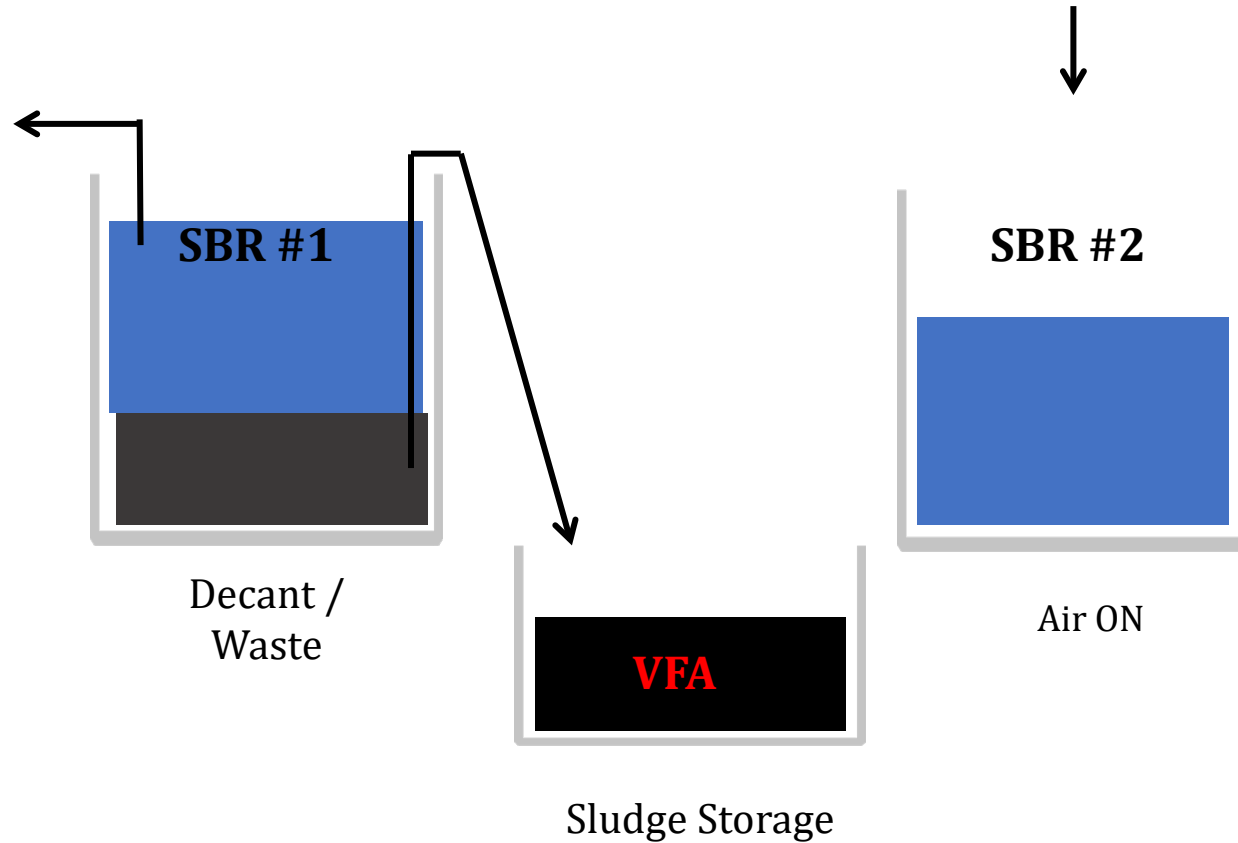 SBR #1
SBR #2
Decant /
Waste
Air ON
VFA
Sludge Storage